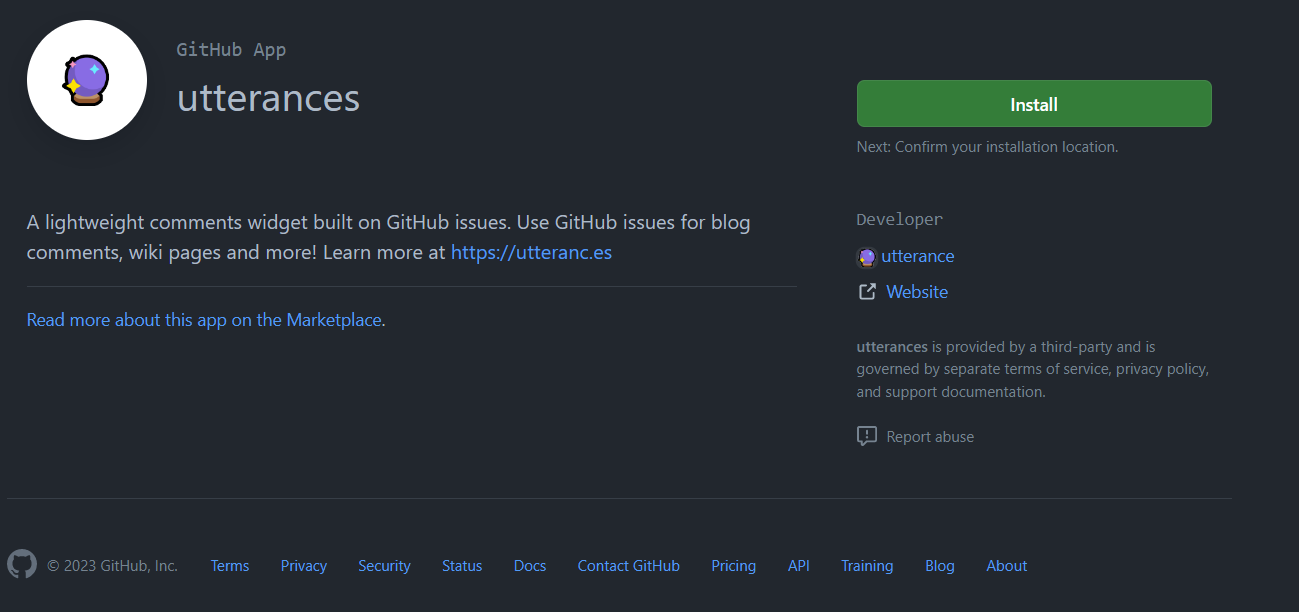 GitHub App
utterances
Install
Next: Confirm your installation location.
A lightweight comments widget built on GitHub issues. Use GitHub issues for blog
comments, wiki pages and more! Learn more at https://utteranc.es
Read more about this app on the Marketplace.
Developer
utterance
Website
utterances is provided by a third-party and is
governed by separate terms of service, privacy policy,
and support documentation.
Report abuse
© 2023 GitHub, Inc. Terms Privacy Security Status Docs Contact GitHub Pricing API Training Blog About